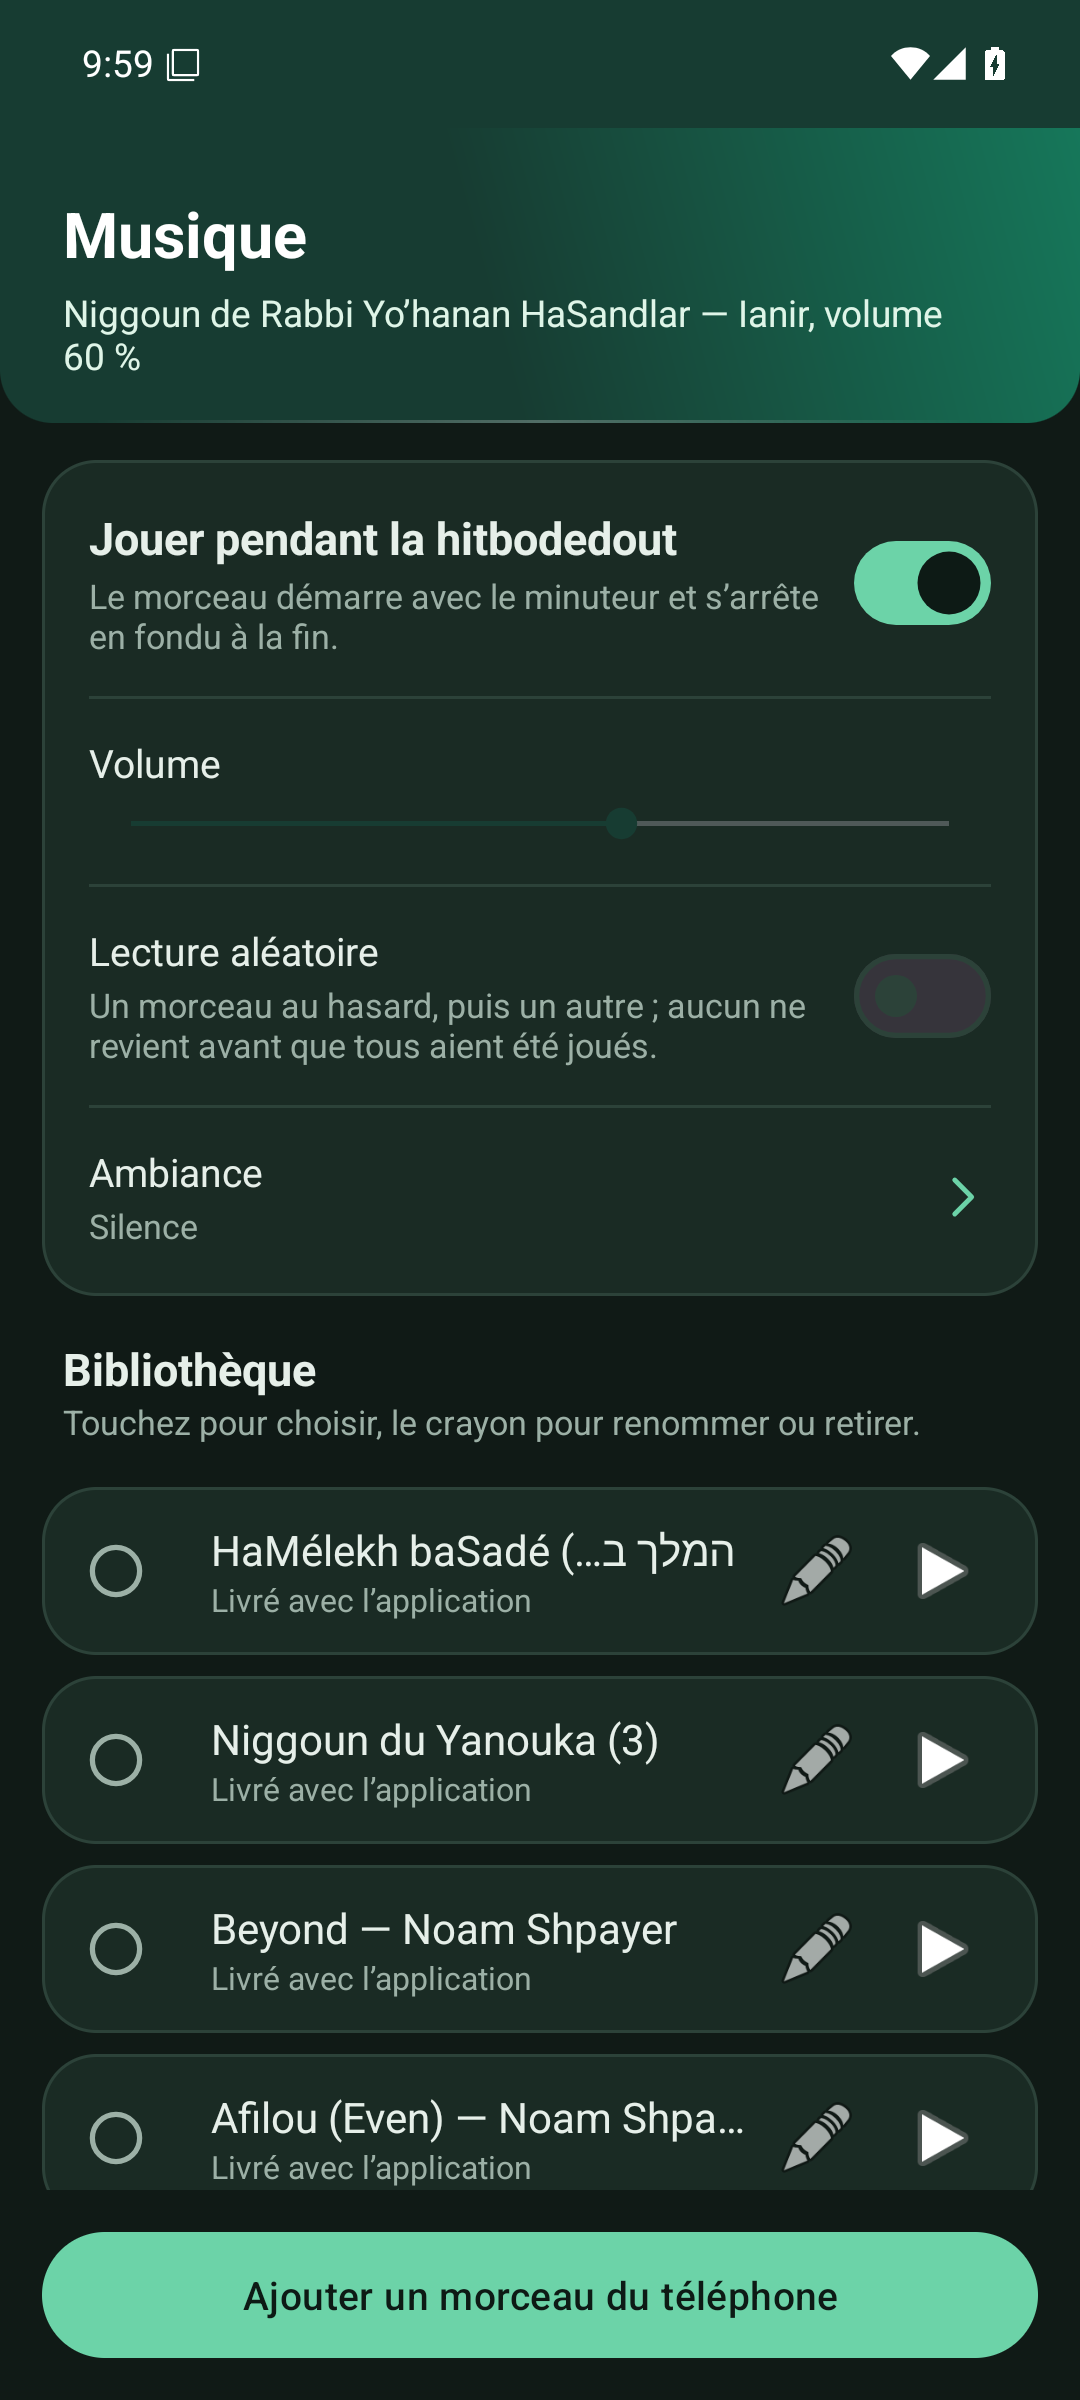 9:59
Musique
Niggoun de Rabbi Yo’hanan HaSandlar — Ianir, volume
60 %
Jouer pendant la hitbodedout
Le morceau démarre avec le minuteur et s’arrête
en fondu à la fin.
Volume
Lecture aléatoire
Un morceau au hasard, puis un autre ; aucun ne
revient avant que tous aient été joués.
Ambiance
Silence
Bibliothèque
Touchez pour choisir, le crayon pour renommer ou retirer.
HaMélekh baSadé (המלך ב…
Livré avec l’application
Niggoun du Yanouka (3)
Livré avec l’application
Beyond — Noam Shpayer
Livré avec l’application
Afilou (Even) — Noam Shpa…
Livré avec l’application
Ajouter un morceau du téléphone